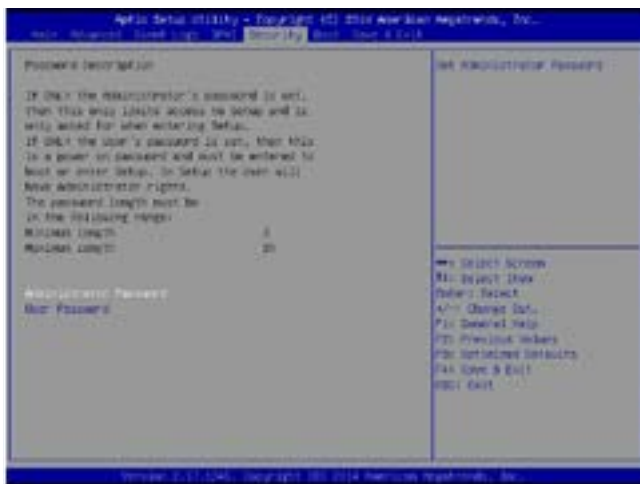 Aptio Setup Utility - Copyright (C) American Megatrends, Inc.
Main Advanced Event Logs IPMI Security Boot Save & Exit
Password Description
Set Administrator Password
If ONLY the Administrator's password is set,
then this only limits access to Setup and is
only asked for when entering Setup.
If ONLY the User's password is set, then this
is a power on password and must be entered to
boot or enter Setup. In Setup the User will
have Administrator rights.
The password length must be
in the following range:
Minimum length 3
Maximum length 20
Administrator Password
User Password
Select Screen
Select Item
Enter: Select
+/-: Change Opt.
F1: General Help
F2: Previous Values
F3: Optimized Defaults
F4: Save & Exit
ESC: Exit
Version 2.17.1246. Copyright (C) 2014 American Megatrends, Inc.